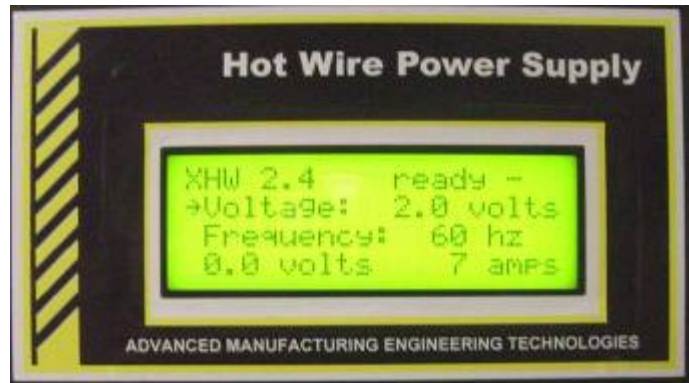 Hot Wire Power Supply
XHW 2.4 ready -
→Voltage: 2.0 volts
Frequency: 60 hz
0.0 volts 7 amps
ADVANCED MANUFACTURING ENGINEERING TECHNOLOGIES